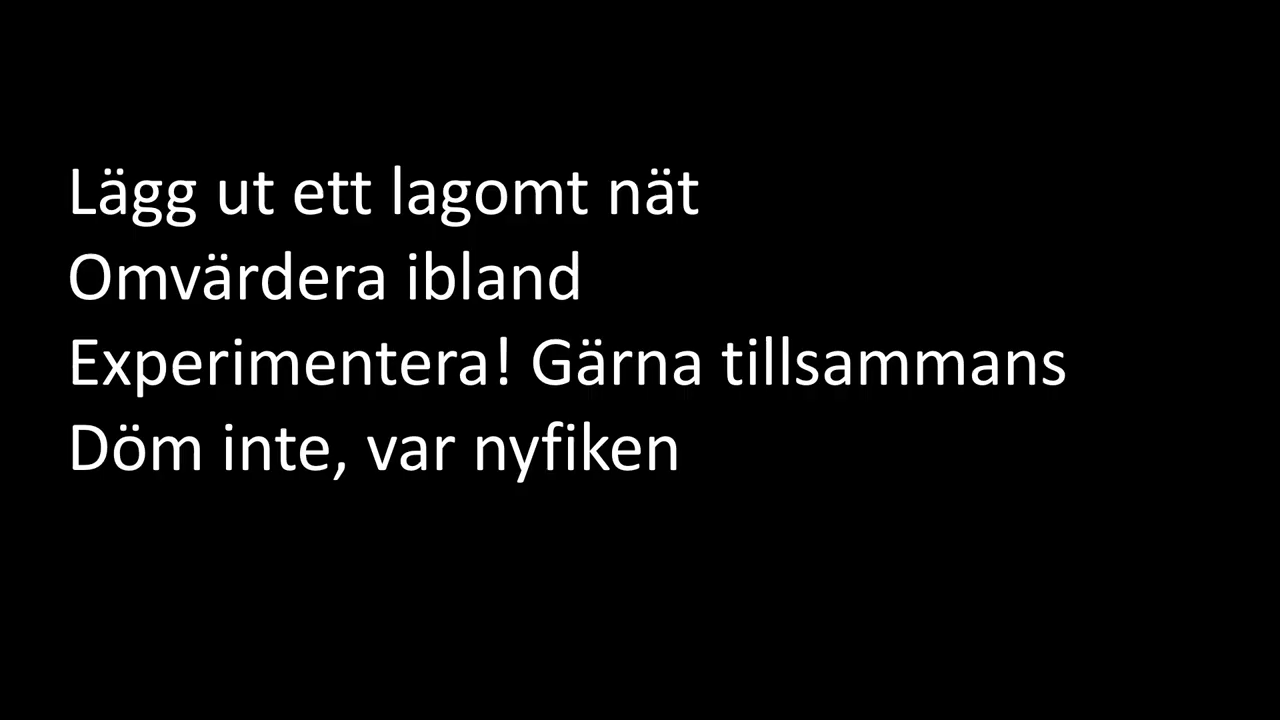 Lägg ut ett lagomt nät
Omvärdera ibland
Experimentera! Gärna tillsammans
Döm inte, var nyfiken